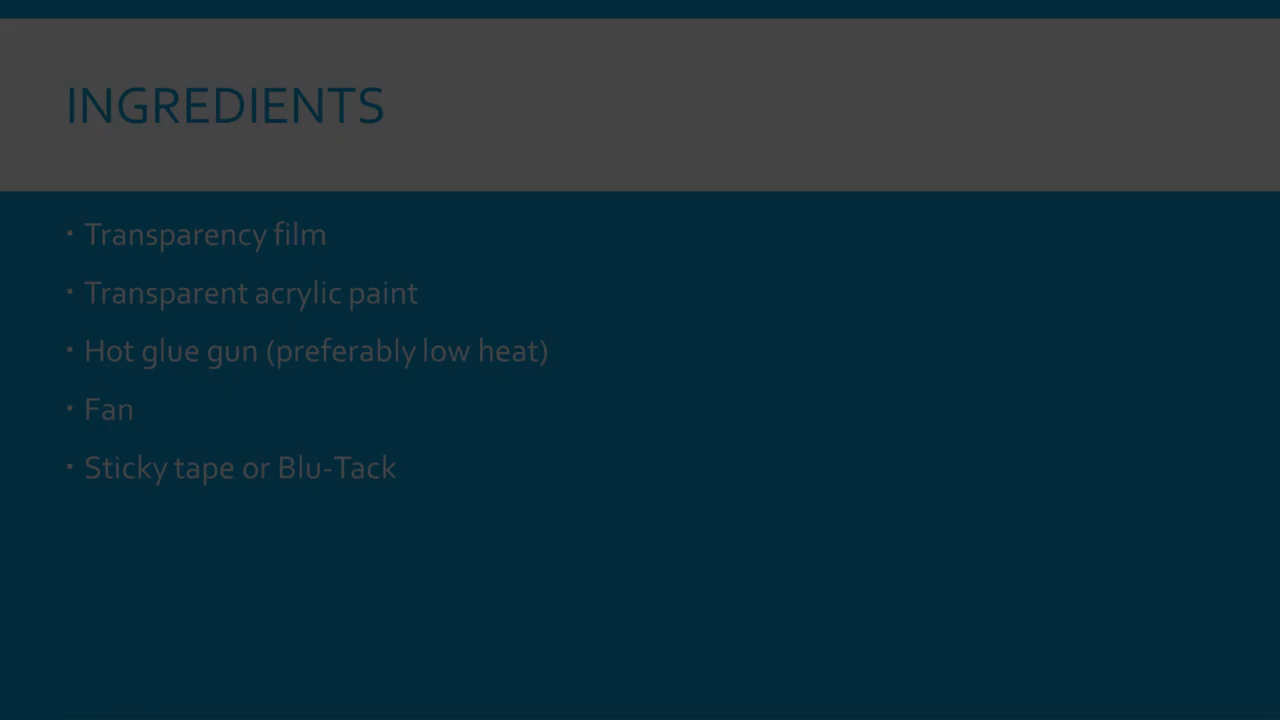 INGREDIENTS
▪ Transparency film
▪ Transparent acrylic paint
▪ Hot glue gun (preferably low heat)
▪ Fan
▪ Sticky tape or Blu-Tack